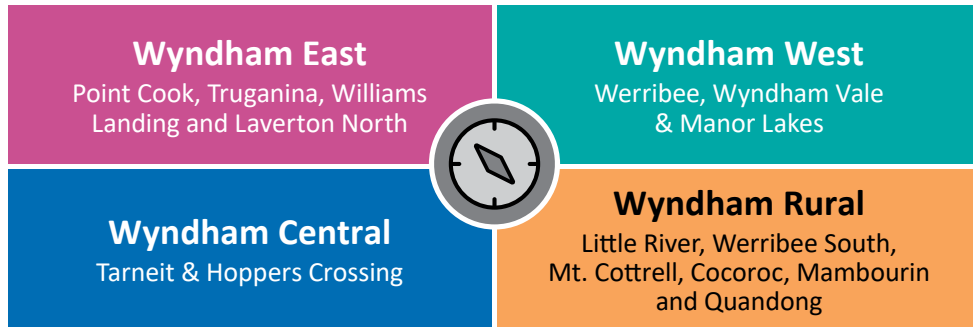 Wyndham East
Point Cook, Truganina, Williams
Landing and Laverton North
Wyndham West
Werribee, Wyndham Vale
& Manor Lakes
Wyndham Central
Tarneit & Hoppers Crossing
Wyndham Rural
Little River, Werribee South,
Mt. Cottrell, Cocoroc, Mambourin
and Quandong